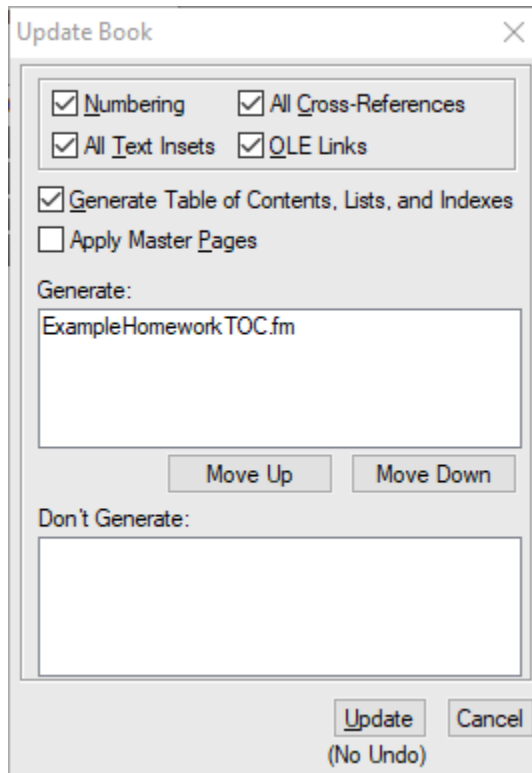 Update Book
Numbering All Cross-References
All Text Insets OLE Links
Generate Table of Contents, Lists, and Indexes
Apply Master Pages
Generate:
ExampleHomeworkTOC.fm
Move Up Move Down
Don't Generate:
Update Cancel
(No Undo)